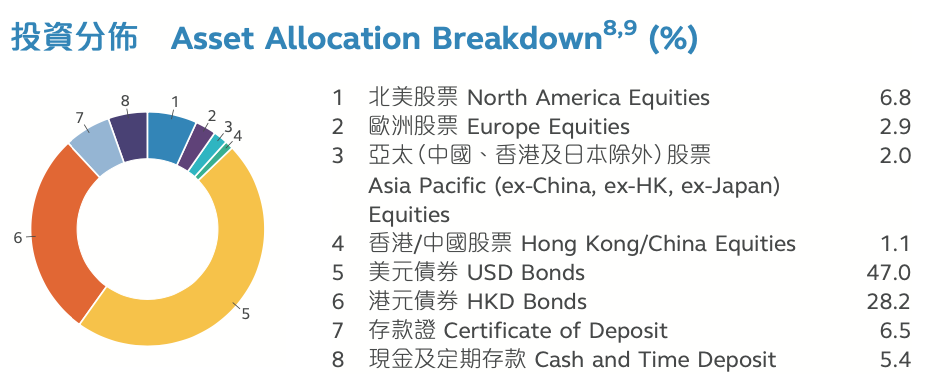 投資分佈 Asset Allocation Breakdown8,9 (%)
1
2
3
4
5
6
7
8
1 北美股票 North America Equities 6.8
2 歐洲股票 Europe Equities 2.9
3 亞太(中國、香港及日本除外)股票 2.0
Asia Pacific (ex-China, ex-HK, ex-Japan)
Equities
4 香港/中國股票 Hong Kong/China Equities 1.1
5 美元債券 USD Bonds 47.0
6 港元債券 HKD Bonds 28.2
7 存款證 Certificate of Deposit 6.5
8 現金及定期存款 Cash and Time Deposit 5.4